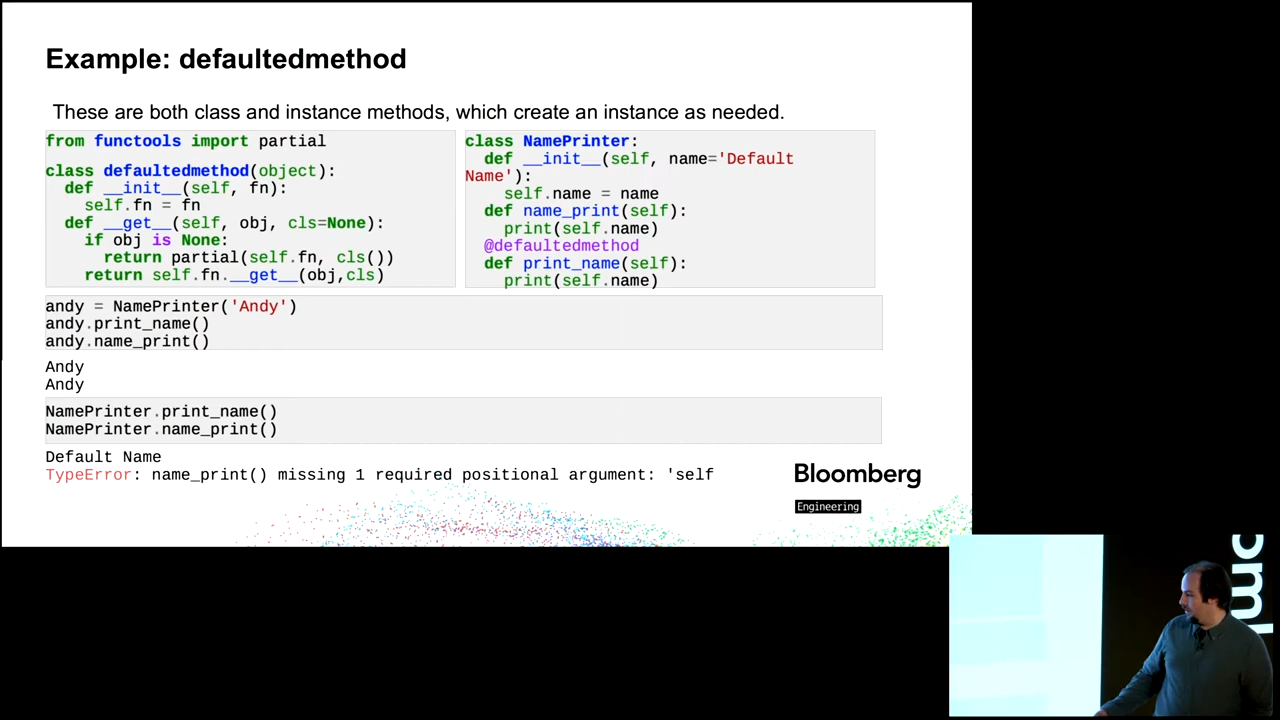 Example: defaultedmethod
These are both class and instance methods, which create an instance as needed.
from functools import partial
class defaultedmethod(object):
def __init__(self, fn):
self.fn = fn
def __get__(self, obj, cls=None):
if obj is None:
return partial(self.fn, cls())
return self.fn.__get__(obj,cls)
class NamePrinter:
def __init__(self, name='Default
Name'):
self.name = name
def name_print(self):
print(self.name)
@defaultedmethod
def print_name(self):
print(self.name)
andy = NamePrinter('Andy')
andy.print_name()
andy.name_print()
Andy
Andy
NamePrinter.print_name()
NamePrinter.name_print()
Default Name
TypeError: name_print() missing 1 required positional argument: 'self
Bloomberg
Engineering